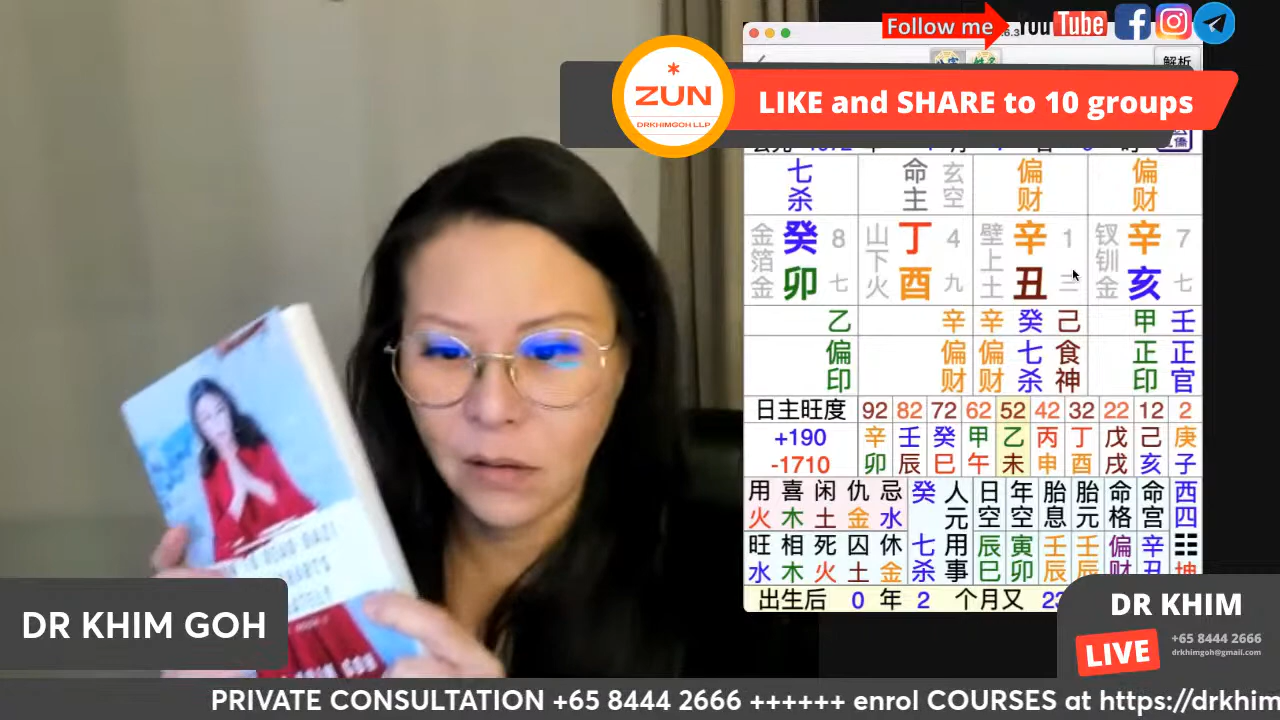 Follow me
YouTube
*
ZUN
DRKHIMGOH LLP
LIKE and SHARE to 10 groups
解析
七杀 命主 玄空 偏财 偏财
金箔金 癸卯 8 七 山下火 丁酉 4 九 壁上土 辛丑 1 三 钗钏金 辛亥 7 七
乙 辛 辛 癸 己 甲 壬
偏印 偏财 偏财 七杀 食神 正印 正官
日主旺度 92 82 72 62 52 42 32 22 12 2
+190 辛 壬 癸 甲 乙 丙 丁 戊 己 庚
-1710 卯 辰 巳 午 未 申 酉 戌 亥 子
用 喜 闲 仇 忌 癸 人 日 年 胎 胎 命 命 西
火 木 土 金 水 元 空 空 息 元 格 宫 四
旺 相 死 囚 休 七 用 辰 寅 壬 壬 偏 辛 ䷁
水 木 火 土 金 杀 事 巳 卯 辰 辰 财 丑 坤
出生后 0 年 2 个月又
DR KHIM GOH
DR KHIM
LIVE
+65 8444 2666
drkhimgoh@gmail.com
PRIVATE CONSULTATION +65 8444 2666 ++++++ enrol COURSES at https://drkhim